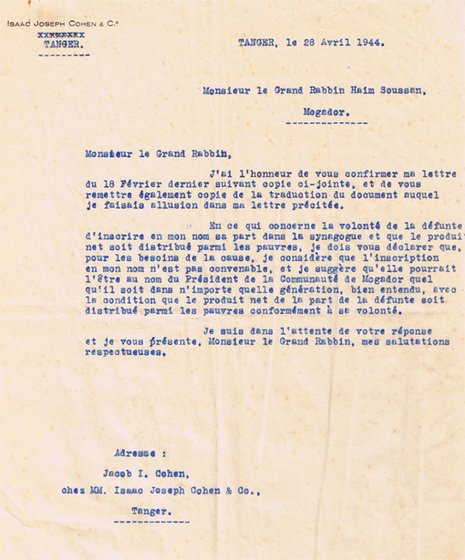 ISAAC JOSEPH COHEN & C.º
XXXXXXXX
TANGER.
TANGER, le 28 Avril 1944.
Monsieur le Grand Rabbin Haim Soussan,
Mogador.
Monsieur le Grand Rabbin,
J'ai l'honneur de vous confirmer ma lettre
du 18 Février dernier suivant copie ci-jointe, et de vous
remettre également copie de la traduction du document auquel
je faisais allusion dans ma lettre précitée.
En ce qui concerne la volonté de la défunte
d'inscrire en mon nom sa part dans la synagogue et que le produi
net soit distribué parmi les pauvres, je dois vous déclarer que,
pour les besoins de la cause, je considère que l'inscription
en mon nom n'est pas convenable, et je suggère qu'elle pourrait
l'être au nom du Président de la Communauté de Mogador quel
qu'il soit dans n'importe quelle génération, bien entendu, avec
la condition que le produit net de la part de la défunte soit
distribué parmi les pauvres conformément à sa volonté.
Je suis dans l'attente de votre réponse
et je vous présente, Monsieur le Grand Rabbin, mes salutations
respectueuses.
Adresse :
Jacob I. Cohen,
chez MM. Isaac Joseph Cohen & Co.,
Tanger.